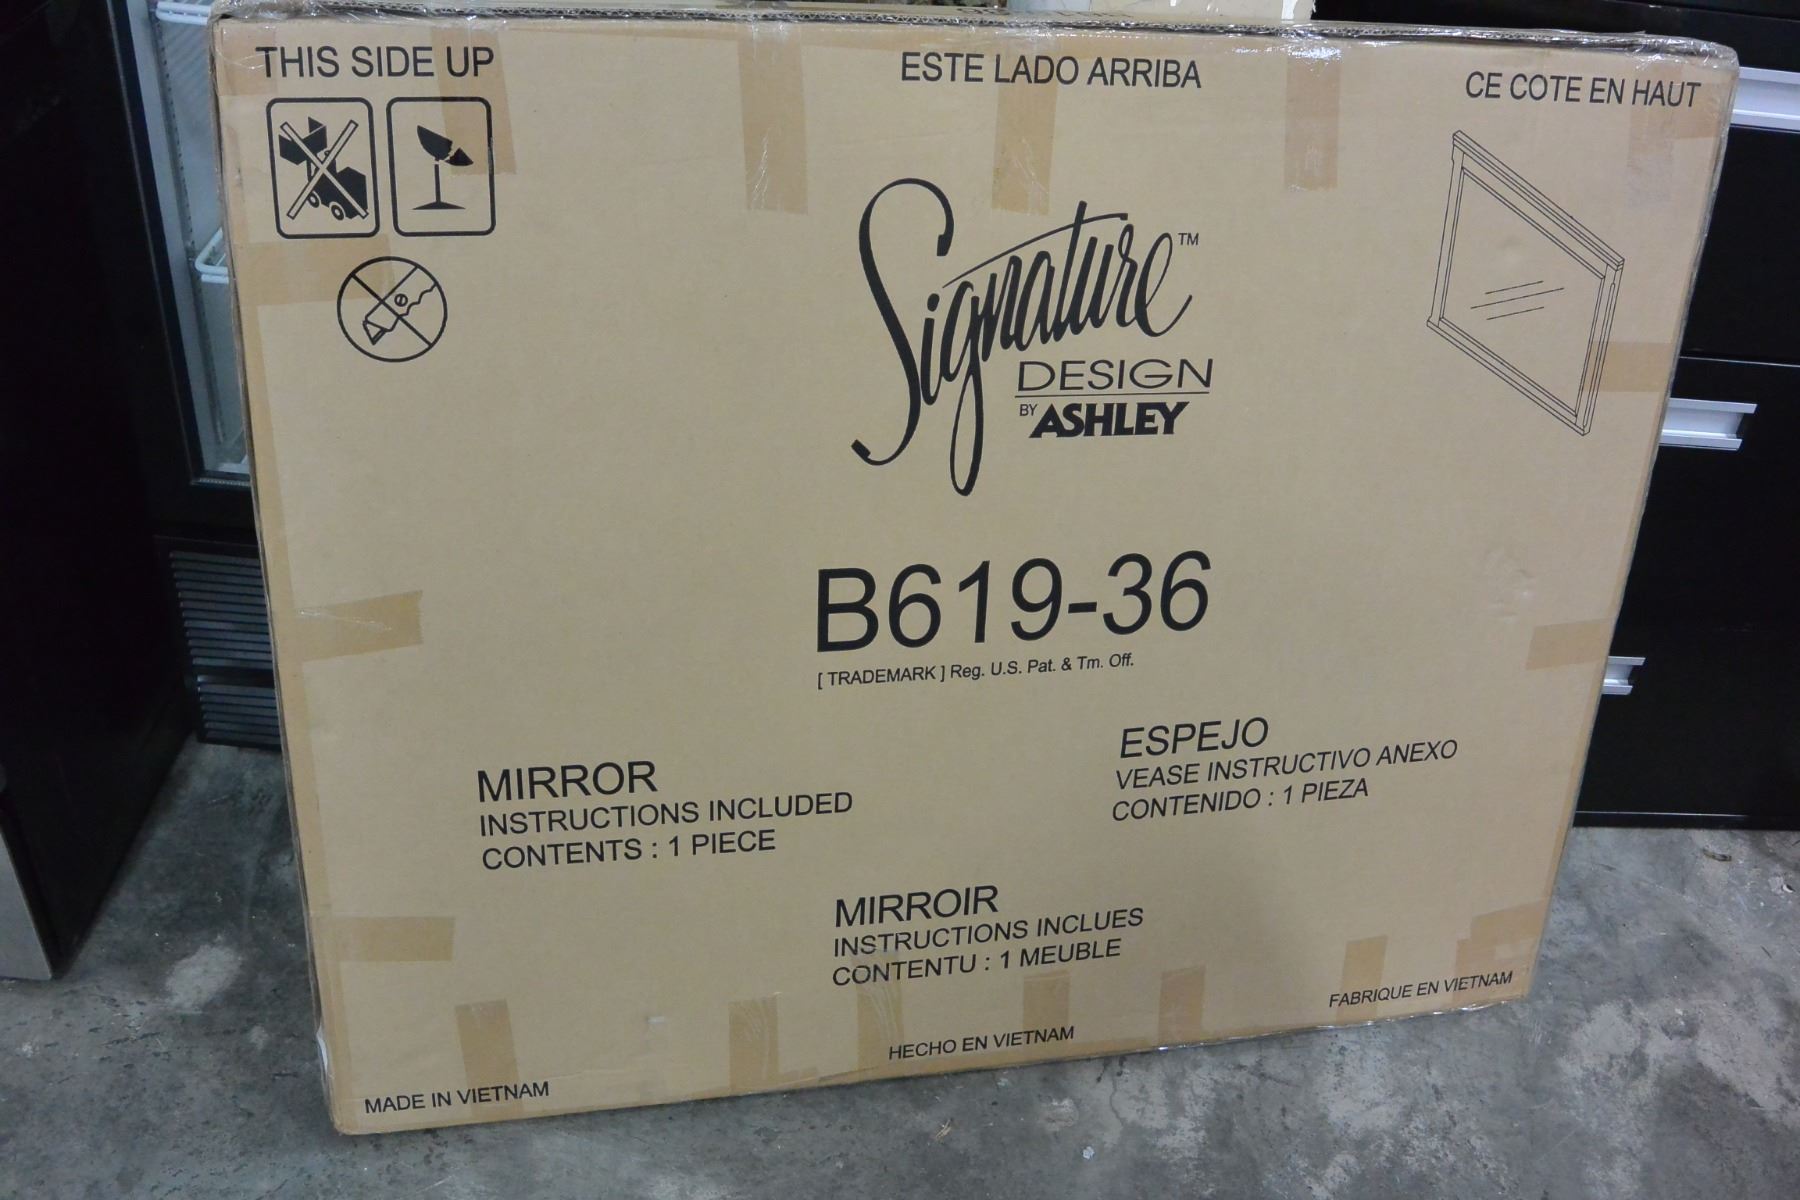 THIS SIDE UP
ESTE LADO ARRIBA
CE COTE EN HAUT
Signature™
DESIGN
BY ASHLEY
B619-36
[ TRADEMARK ] Reg. U.S. Pat. & Tm. Off.
MIRROR
INSTRUCTIONS INCLUDED
CONTENTS : 1 PIECE
ESPEJO
VEASE INSTRUCTIVO ANEXO
CONTENIDO : 1 PIEZA
MIRROIR
INSTRUCTIONS INCLUES
CONTENTU : 1 MEUBLE
MADE IN VIETNAM
HECHO EN VIETNAM
FABRIQUE EN VIETNAM